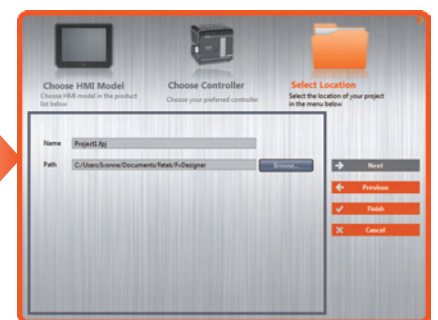 Choose HMI Model
Choose HMI model in the product
list below
Choose Controller
Choose your preferred controller
Select Location
Select the location of your project
in the menu below
Name
Project1.fpj
Path
C:/Users/Ivonne/Documents/Fatek/FvDesigner
Browse...
Next
Previous
Finish
Cancel